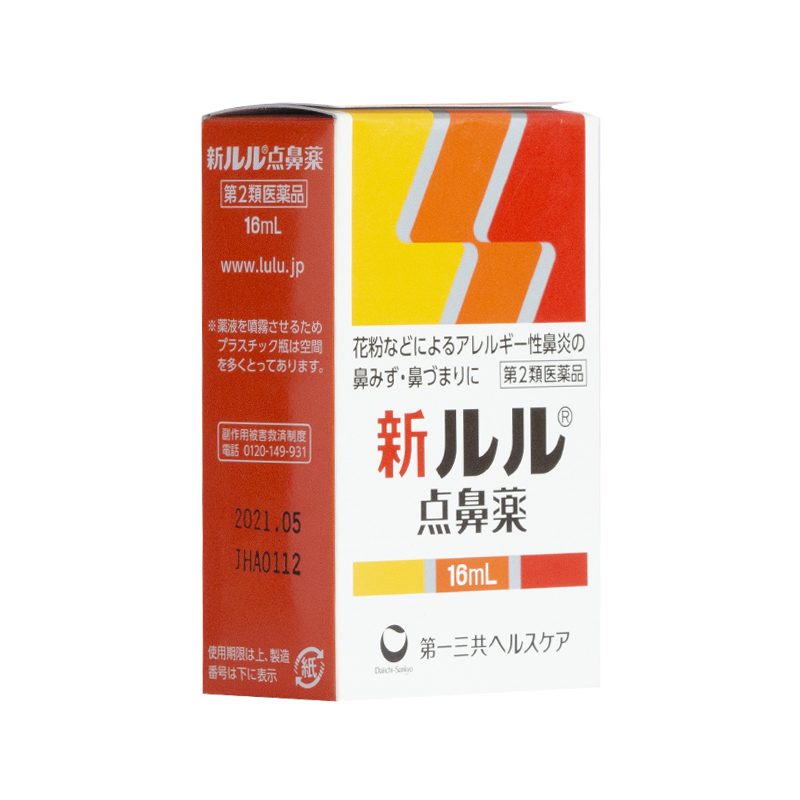 新ルル®点鼻薬
第2類医薬品
16mL
www.lulu.jp
※薬液を噴霧させるため
プラスチック瓶は空間
を多くとってあります。
副作用被害救済制度
電話 0120-149-931
2021.05
JHA0112
使用期限は上、製造
番号は下に表示
紙
花粉などによるアレルギー性鼻炎の
鼻みず・鼻づまりに 第2類医薬品
新ルル®
点鼻薬
16mL
Daiichi-Sankyo
第一三共ヘルスケア